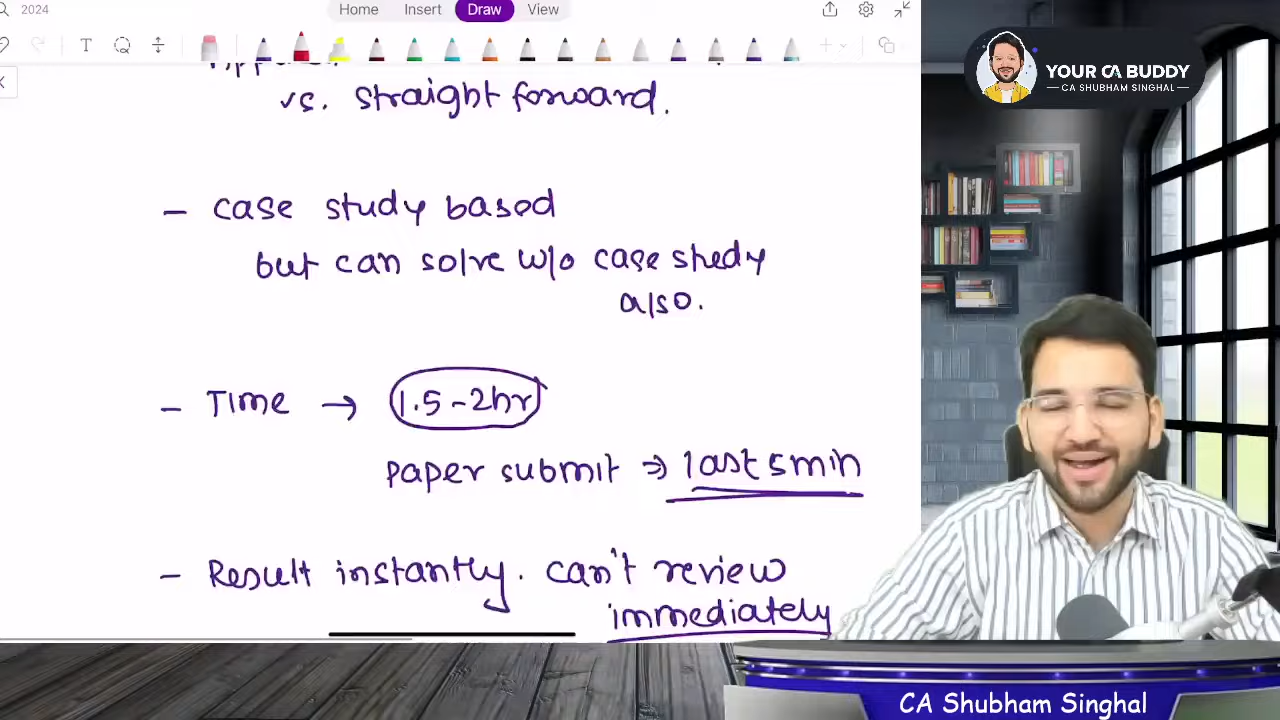 2024
Home Insert Draw View
YOUR CA BUDDY
CA SHUBHAM SINGHAL
vs. straight forward.
- case study based
but can solve w/o case study
also.
- Time → 1.5-2hr
paper submit ⇒ last 5 min
- Result instantly. can't review
immediately
CA Shubham Singhal